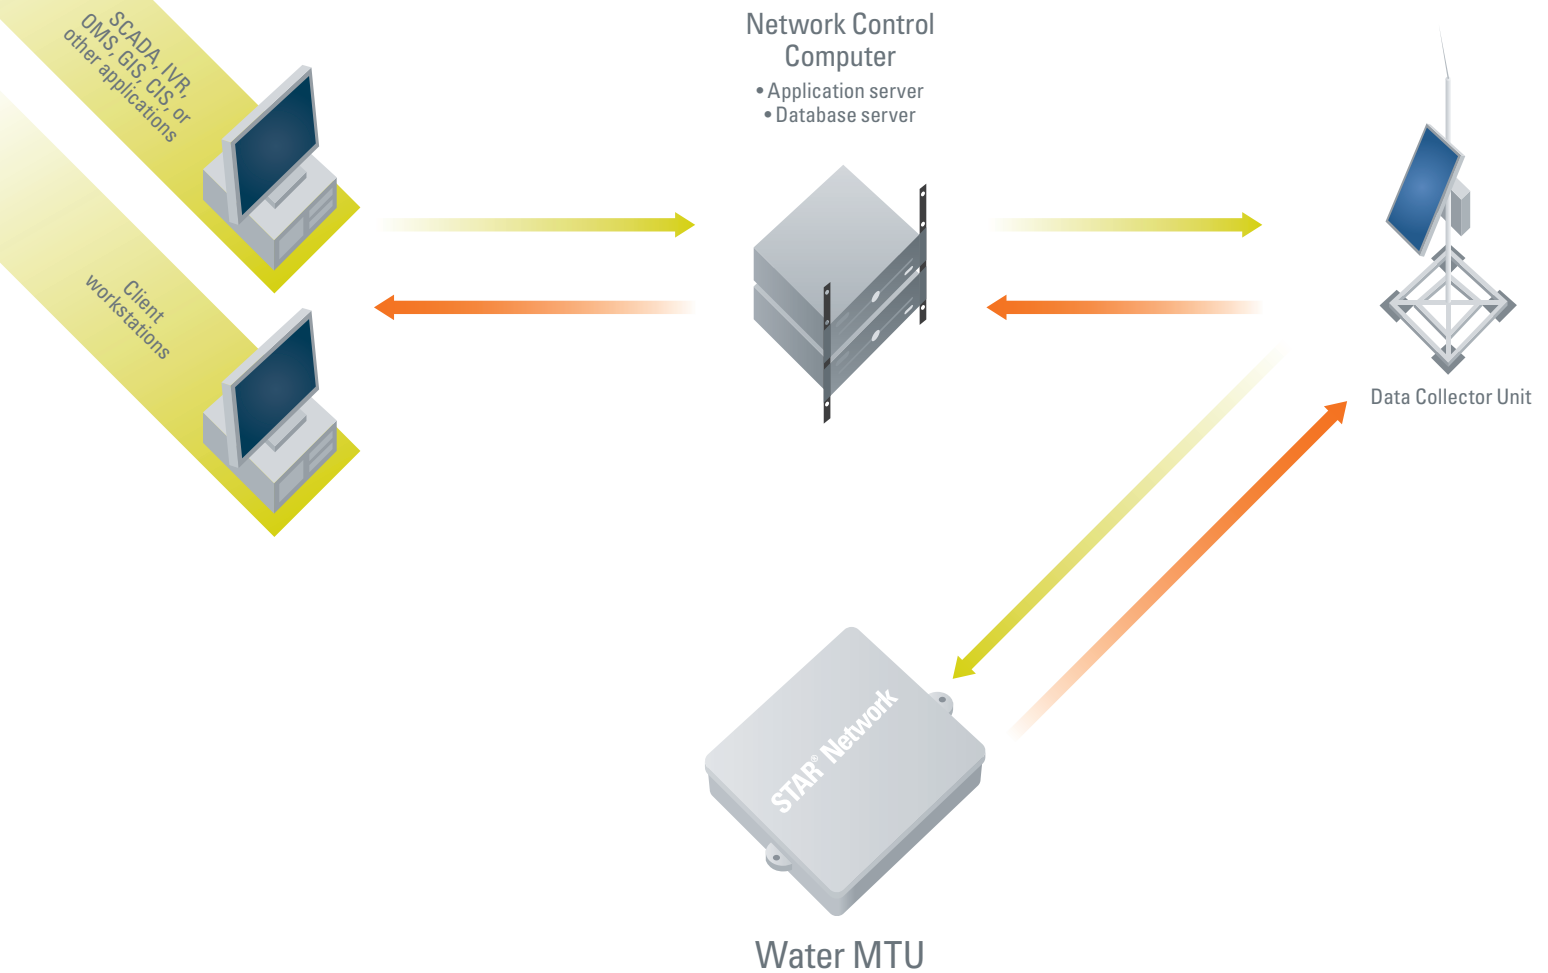 SCADA, IVR,
OMS, GIS, CIS, or
other applications
Client
workstations
Network Control
Computer
• Application server
• Database server
Data Collector Unit
STAR® Network
Water MTU